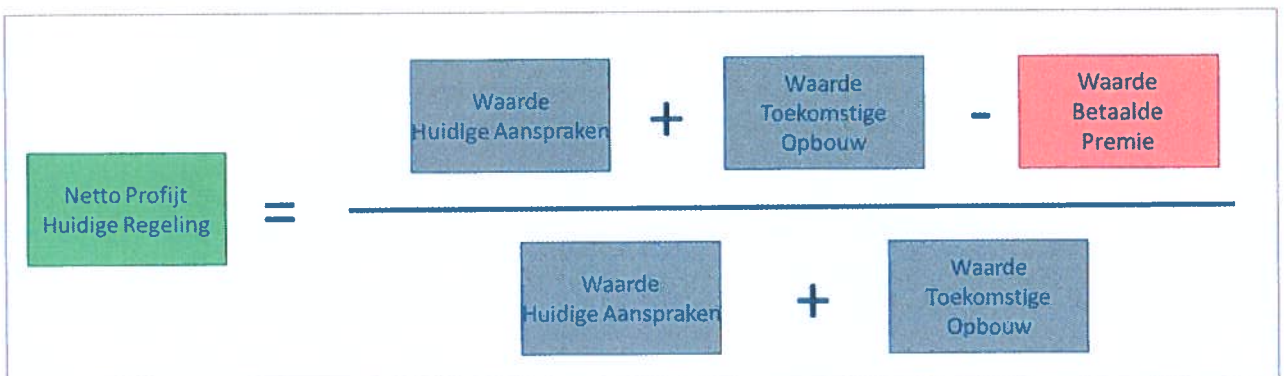 Waarde
Huidige Aanspraken
+
Waarde
Toekomstige
Opbouw
-
Waarde
Betaalde
Premie
Netto Profijt
Huidige Regeling
=
Waarde
Huidige Aanspraken
+
Waarde
Toekomstige
Opbouw